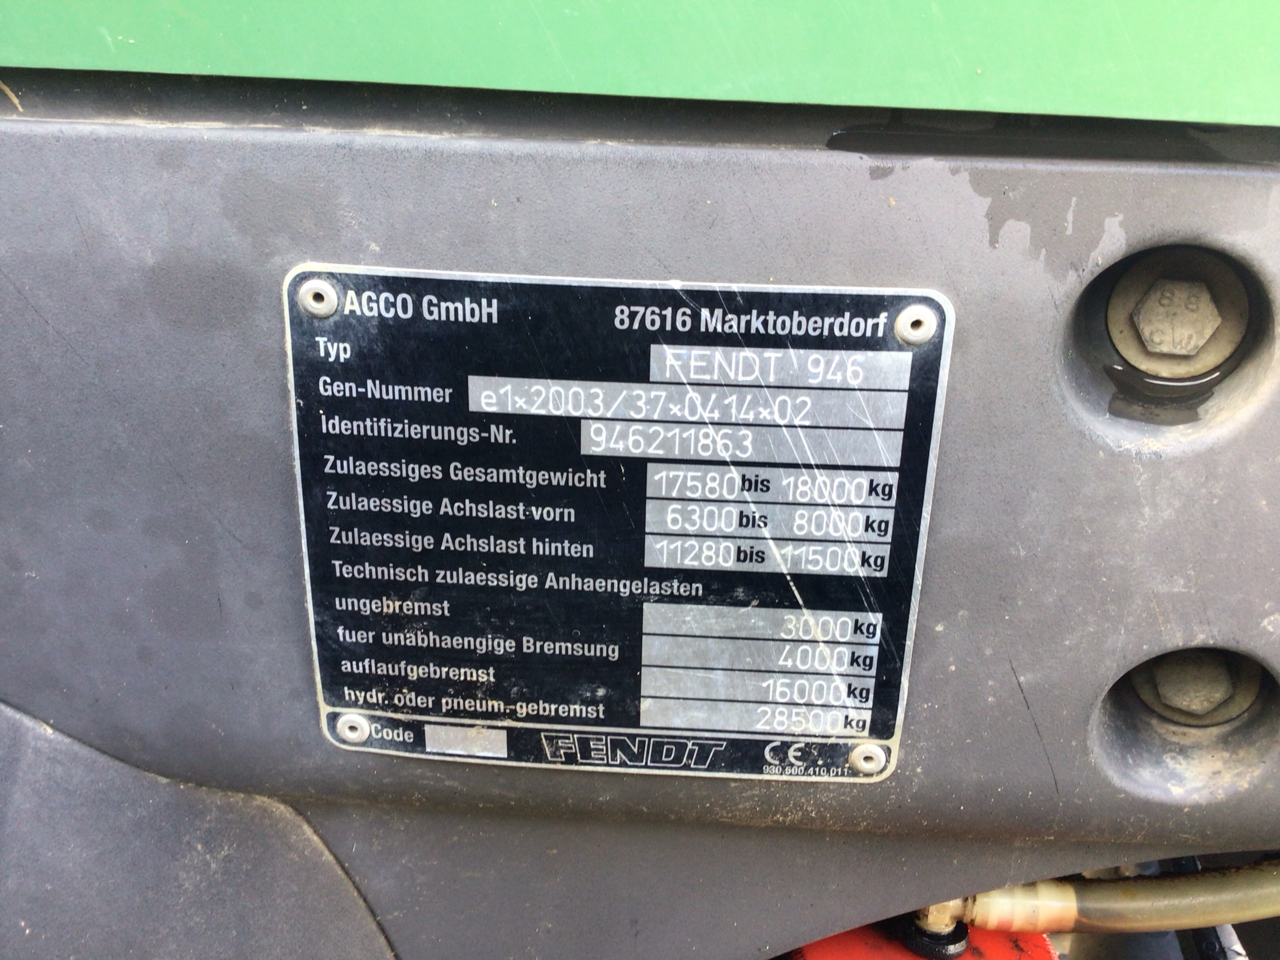 AGCO GmbH 87616 Marktoberdorf
Typ FENDT 946
Gen-Nummer e1×2003/37×0414×02
Identifizierungs-Nr. 946211863
Zulaessiges Gesamtgewicht 17580 bis 18000 kg
Zulaessige Achslast vorn 6300 bis 8000 kg
Zulaessige Achslast hinten 11280 bis 11500 kg
Technisch zulaessige Anhaengelasten
ungebremst 3000 kg
fuer unabhaengige Bremsung 4000 kg
auflaufgebremst 16000 kg
hydr. oder pneum.-gebremst 28500 kg
Code FENDT CE
930.500.410.011
8.8